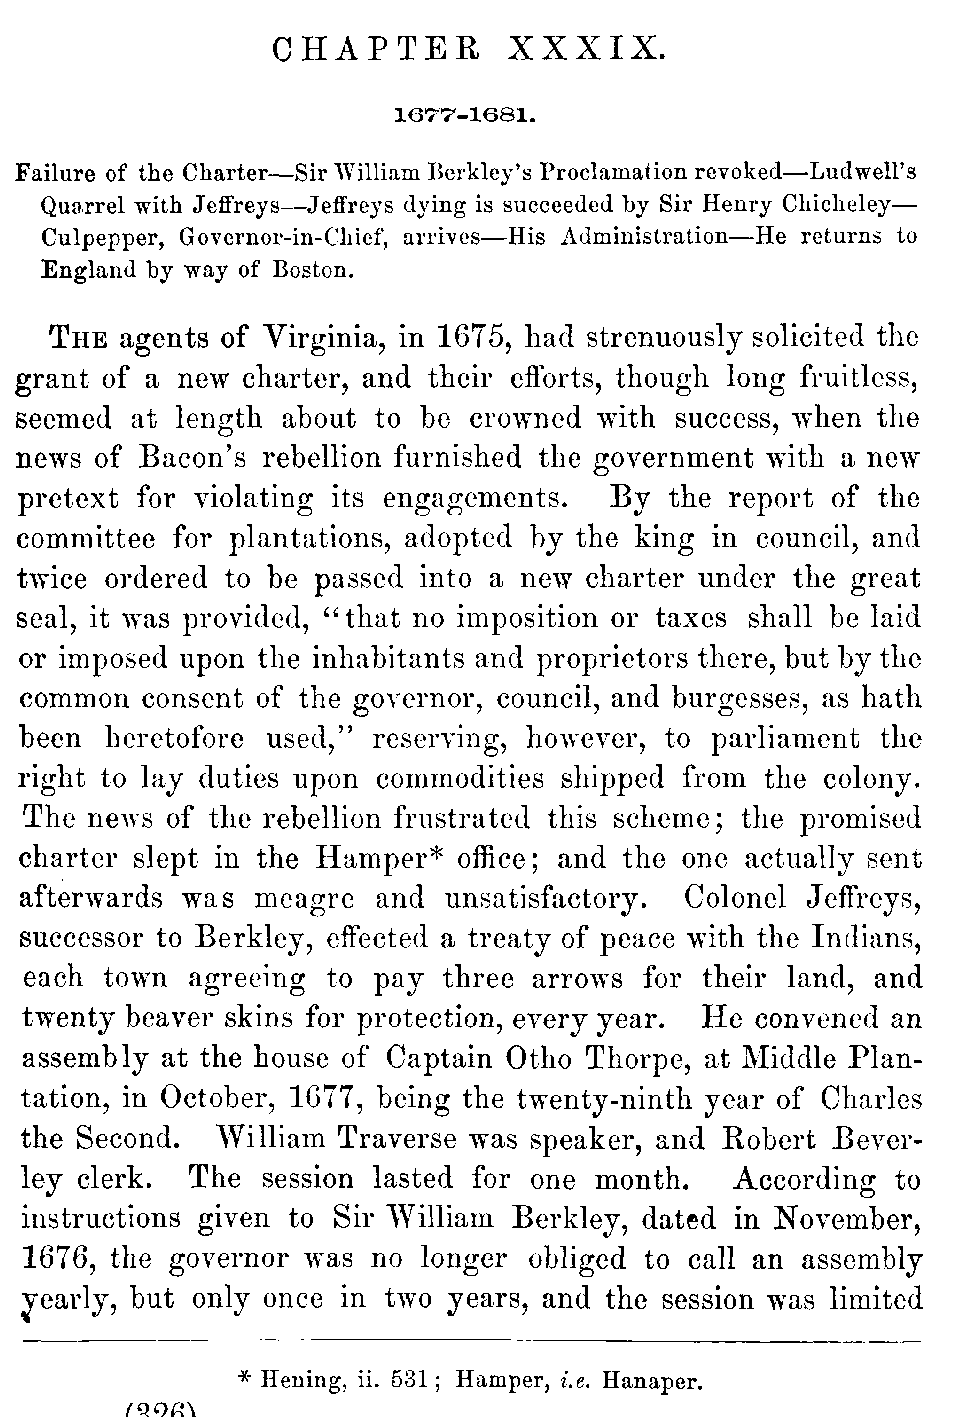 CHAPTER XXXIX.
1677-1681.
Failure of the Charter—Sir William Berkley's Proclamation revoked—Ludwell's
Quarrel with Jeffreys—Jeffreys dying is succeeded by Sir Henry Chicheley—
Culpepper, Governor-in-Chief, arrives—His Administration—He returns to
England by way of Boston.
THE agents of Virginia, in 1675, had strenuously solicited the
grant of a new charter, and their efforts, though long fruitless,
seemed at length about to be crowned with success, when the
news of Bacon's rebellion furnished the government with a new
pretext for violating its engagements. By the report of the
committee for plantations, adopted by the king in council, and
twice ordered to be passed into a new charter under the great
seal, it was provided, "that no imposition or taxes shall be laid
or imposed upon the inhabitants and proprietors there, but by the
common consent of the governor, council, and burgesses, as hath
been heretofore used," reserving, however, to parliament the
right to lay duties upon commodities shipped from the colony.
The news of the rebellion frustrated this scheme; the promised
charter slept in the Hamper* office; and the one actually sent
afterwards was meagre and unsatisfactory. Colonel Jeffreys,
successor to Berkley, effected a treaty of peace with the Indians,
each town agreeing to pay three arrows for their land, and
twenty beaver skins for protection, every year. He convened an
assembly at the house of Captain Otho Thorpe, at Middle Plan-
tation, in October, 1677, being the twenty-ninth year of Charles
the Second. William Traverse was speaker, and Robert Bever-
ley clerk. The session lasted for one month. According to
instructions given to Sir William Berkley, dated in November,
1676, the governor was no longer obliged to call an assembly
yearly, but only once in two years, and the session was limited
* Hening, ii. 531; Hamper, i.e. Hanaper.
(326)